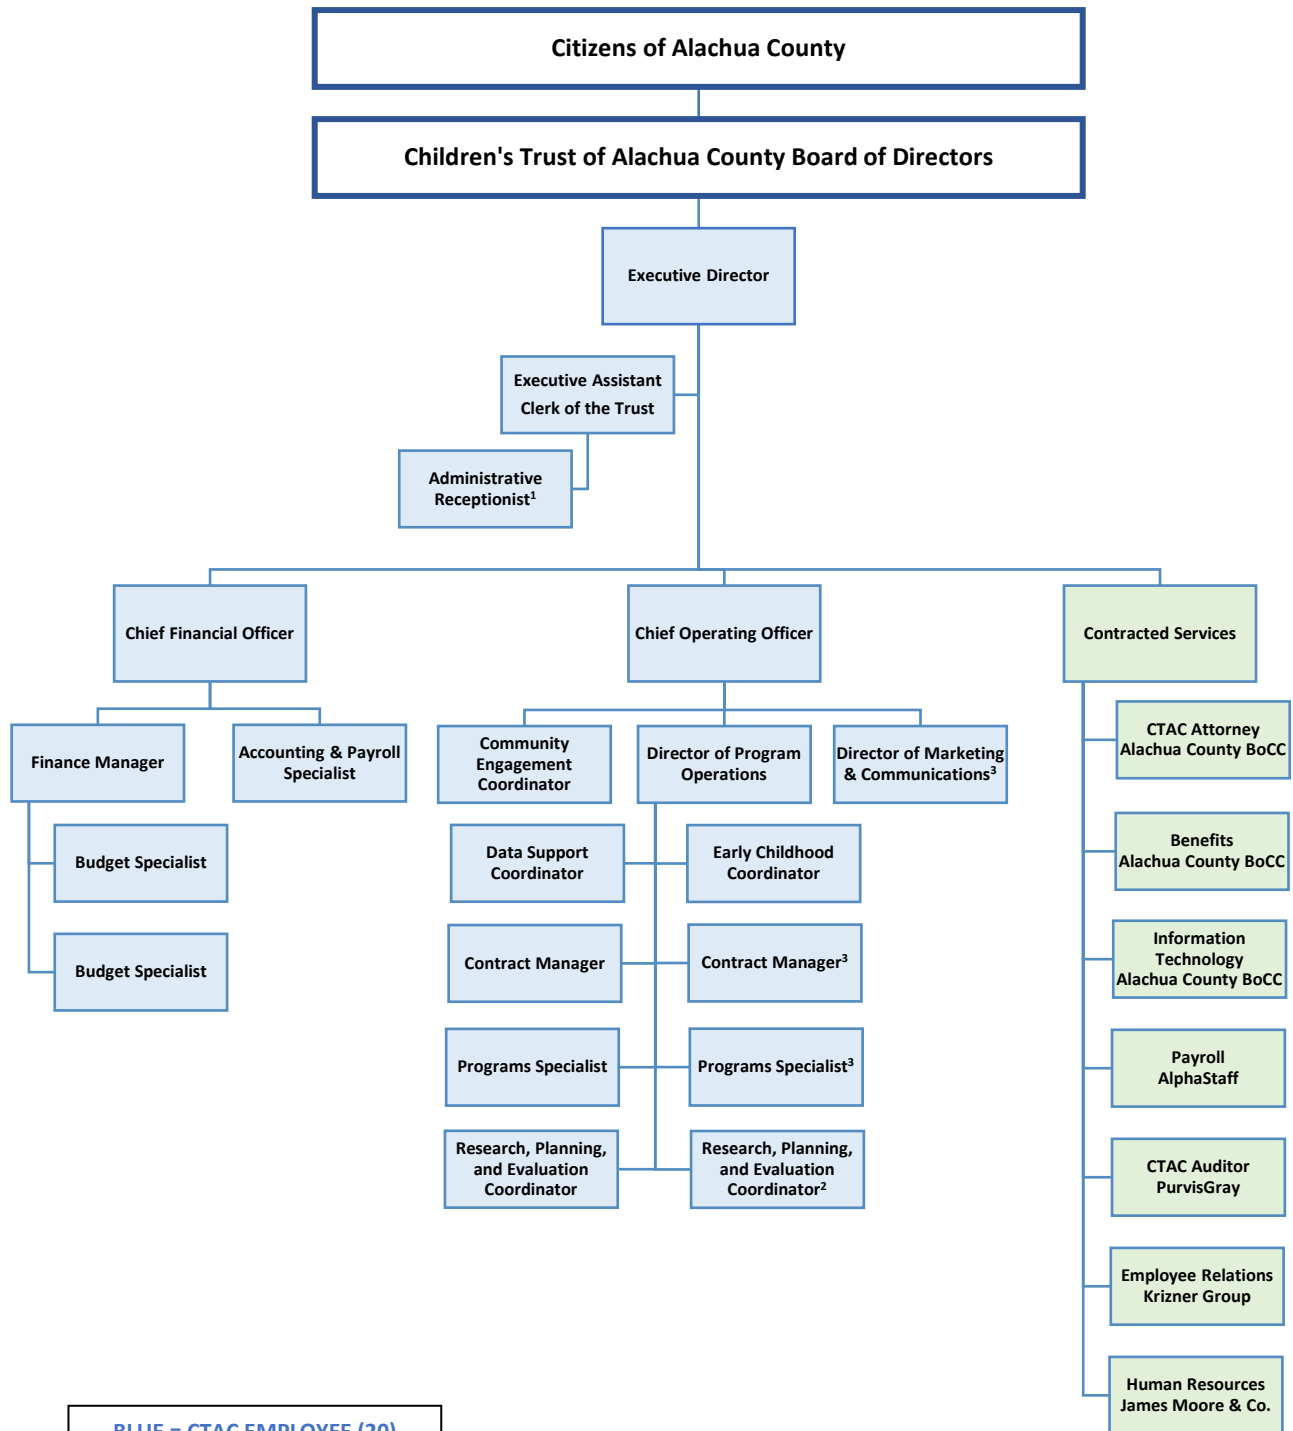 Citizens of Alachua County
Children's Trust of Alachua County Board of Directors
Executive Director
Executive Assistant
Clerk of the Trust
Administrative
Receptionist¹
Chief Financial Officer
Chief Operating Officer
Contracted Services
Finance Manager
Accounting & Payroll
Specialist
Community
Engagement
Coordinator
Director of Program
Operations
Director of Marketing
& Communications³
CTAC Attorney
Alachua County BoCC
Budget Specialist
Data Support
Coordinator
Early Childhood
Coordinator
Benefits
Alachua County BoCC
Budget Specialist
Contract Manager
Contract Manager³
Information
Technology
Alachua County BoCC
Programs Specialist
Programs Specialist³
Payroll
AlphaStaff
Research, Planning,
and Evaluation
Coordinator
Research, Planning,
and Evaluation
Coordinator²
CTAC Auditor
PurvisGray
Employee Relations
Krizner Group
Human Resources
James Moore & Co.
BLUE = CTAC EMPLOYEE (20)